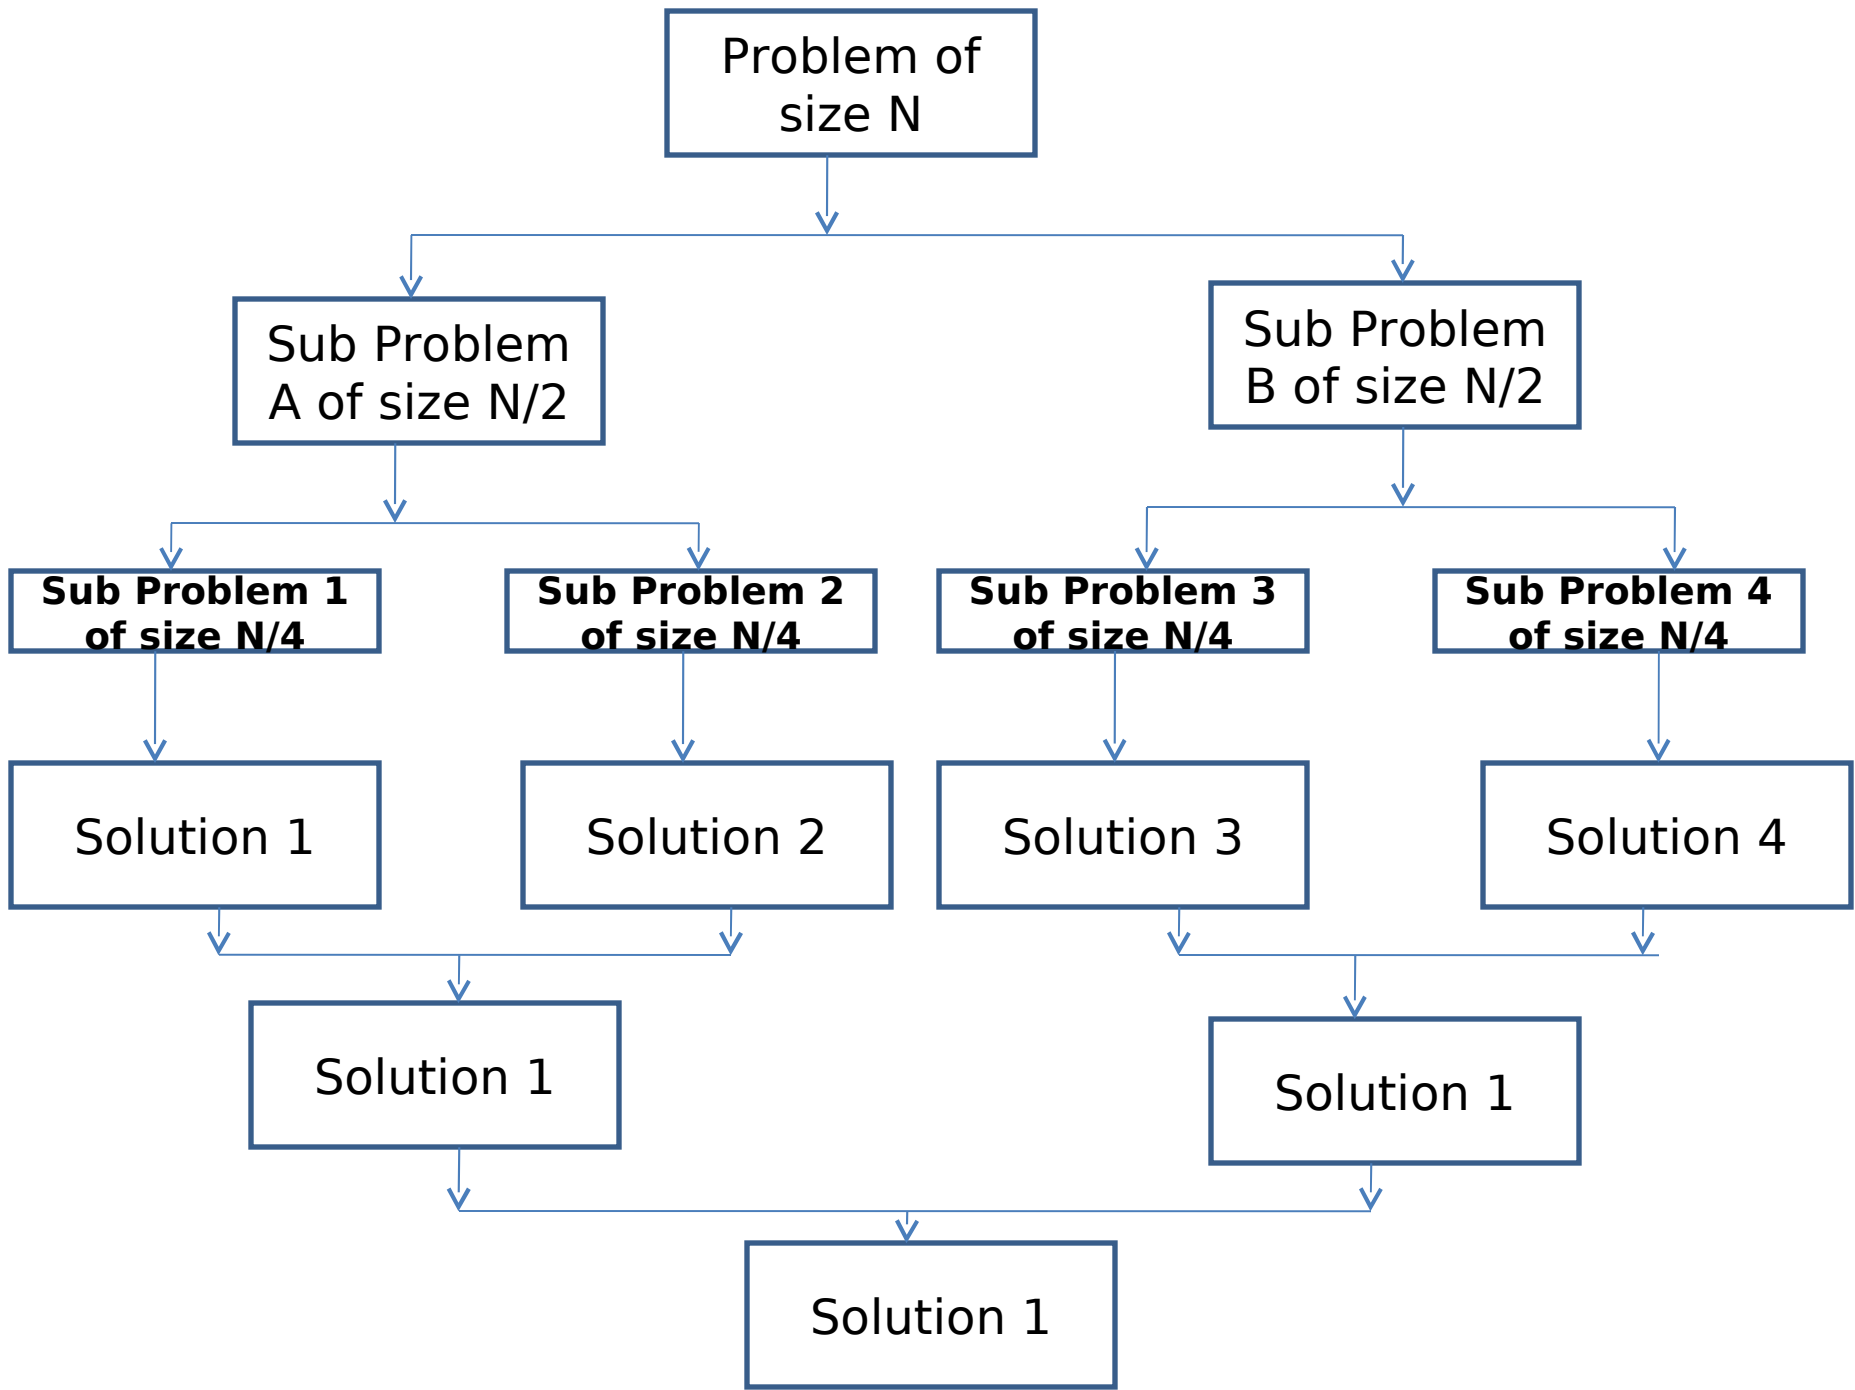 Problem of
size N
Sub Problem
A of size N/2
Sub Problem
B of size N/2
Sub Problem 1
of size N/4
Sub Problem 2
of size N/4
Sub Problem 3
of size N/4
Sub Problem 4
of size N/4
Solution 1
Solution 2
Solution 3
Solution 4
Solution 1
Solution 1
Solution 1